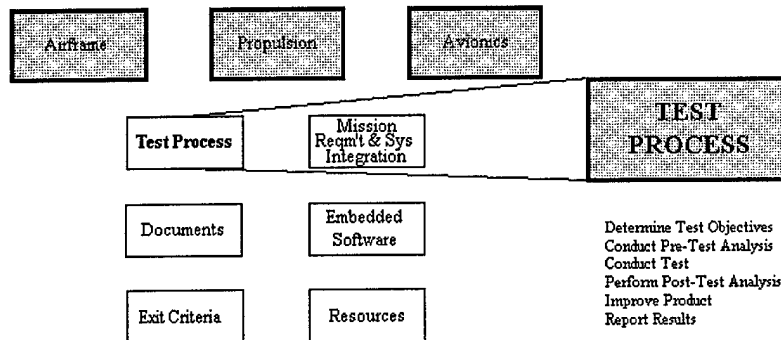 Airframe
Propulsion
Avionics
TEST
PROCESS
Test Process
Mission
Reqm't & Sys
Integration
Documents
Embedded
Software
Exit Criteria
Resources
Determine Test Objectives
Conduct Pre-Test Analysis
Conduct Test
Perform Post-Test Analysis
Improve Product
Report Results